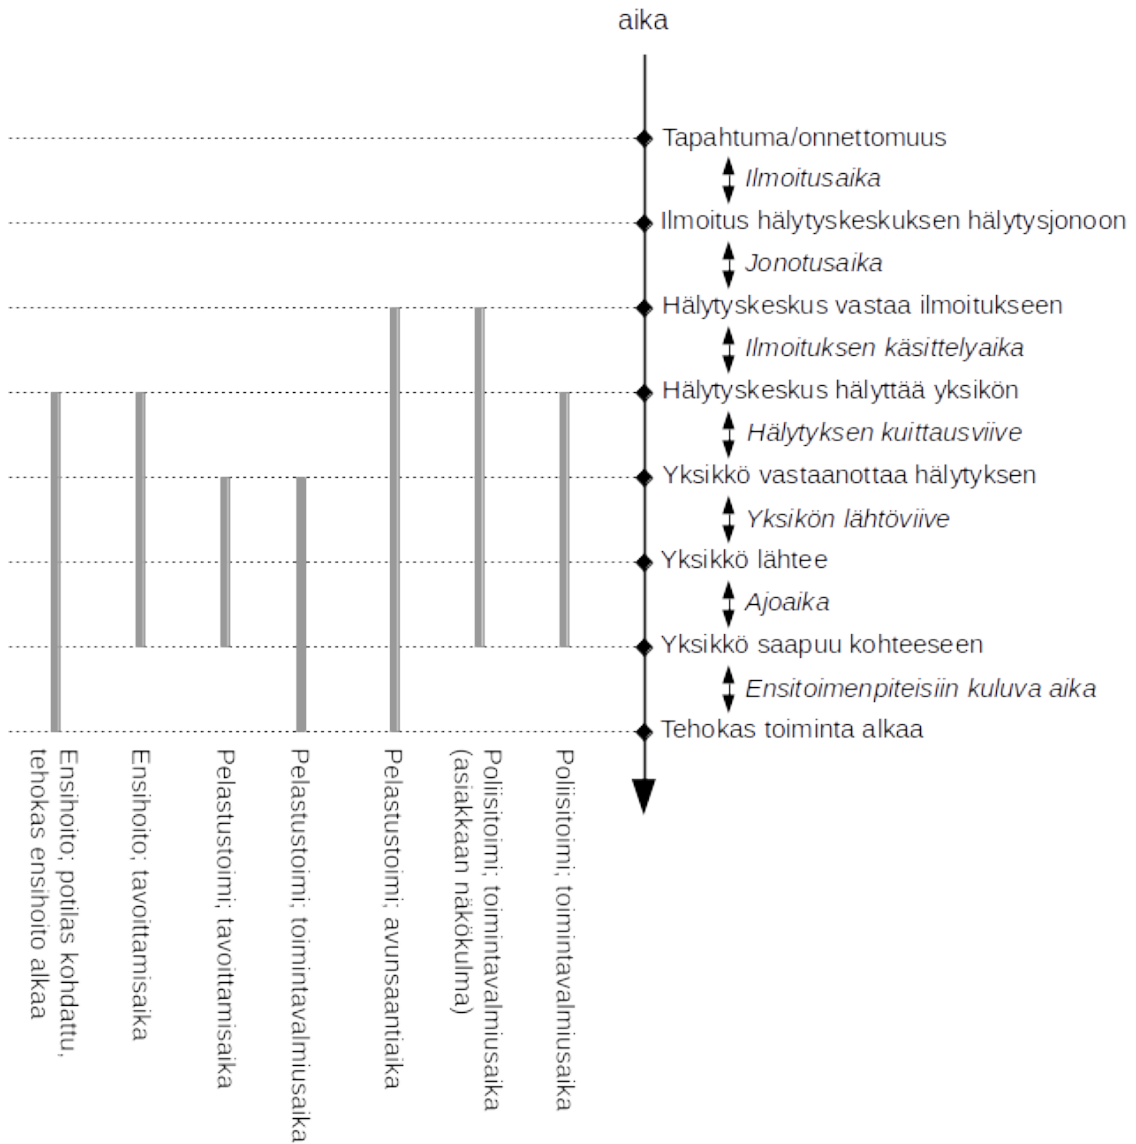 aika
Tapahtuma/onnettomuus
Ilmoitusaika
Ilmoitus hälytyskeskuksen hälytysjonoon
Jonotusaika
Hälytyskeskus vastaa ilmoitukseen
Ilmoituksen käsittelyaika
Hälytyskeskus hälyttää yksikön
Hälytyksen kuittausviive
Yksikkö vastaanottaa hälytyksen
Yksikön lähtöviive
Yksikkö lähtee
Ajoaika
Yksikkö saapuu kohteeseen
Ensitoimenpiteisiin kuluva aika
Tehokas toiminta alkaa
Ensihoito; potilas kohdattu,
tehokas ensihoito alkaa
Ensihoito; tavoittamisaika
Pelastustoimi; tavoittamisaika
Pelastustoimi; toimintavalmiusaika
Pelastustoimi; avunsaantiaika
Poliisitoimi; toimintavalmiusaika
(asiakkaan näkökulma)
Poliisitoimi; toimintavalmiusaika